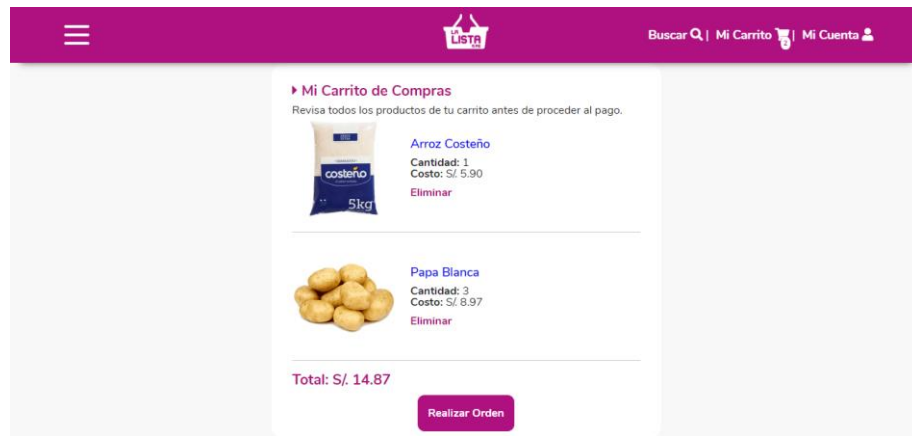 LA
LISTA
Buscar | Mi Carrito 2 | Mi Cuenta
Mi Carrito de Compras
Revisa todos los productos de tu carrito antes de proceder al pago.
costeño
5kg
Arroz Costeño
Cantidad: 1
Costo: S/. 5.90
Eliminar
Papa Blanca
Cantidad: 3
Costo: S/. 8.97
Eliminar
Total: S/. 14.87
Realizar Orden